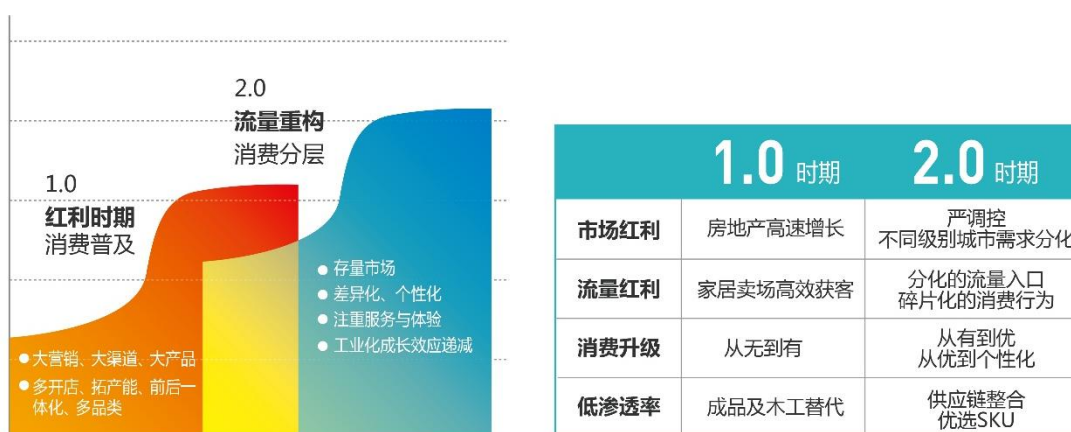 2.0
流量重构
消费分层
1.0
红利时期
消费普及
● 存量市场
● 差异化、个性化
● 注重服务与体验
● 工业化成长效应递减
● 大营销、大渠道、大产品
● 多开店、拓产能、前后一
体化、多品类
1.0 时期 2.0 时期
市场红利 房地产高速增长 严调控
不同级别城市需求分化
流量红利 家居卖场高效获客 分化的流量入口
碎片化的消费行为
消费升级 从无到有 从有到优
从优到个性化
低渗透率 成品及木工替代 供应链整合
优选SKU